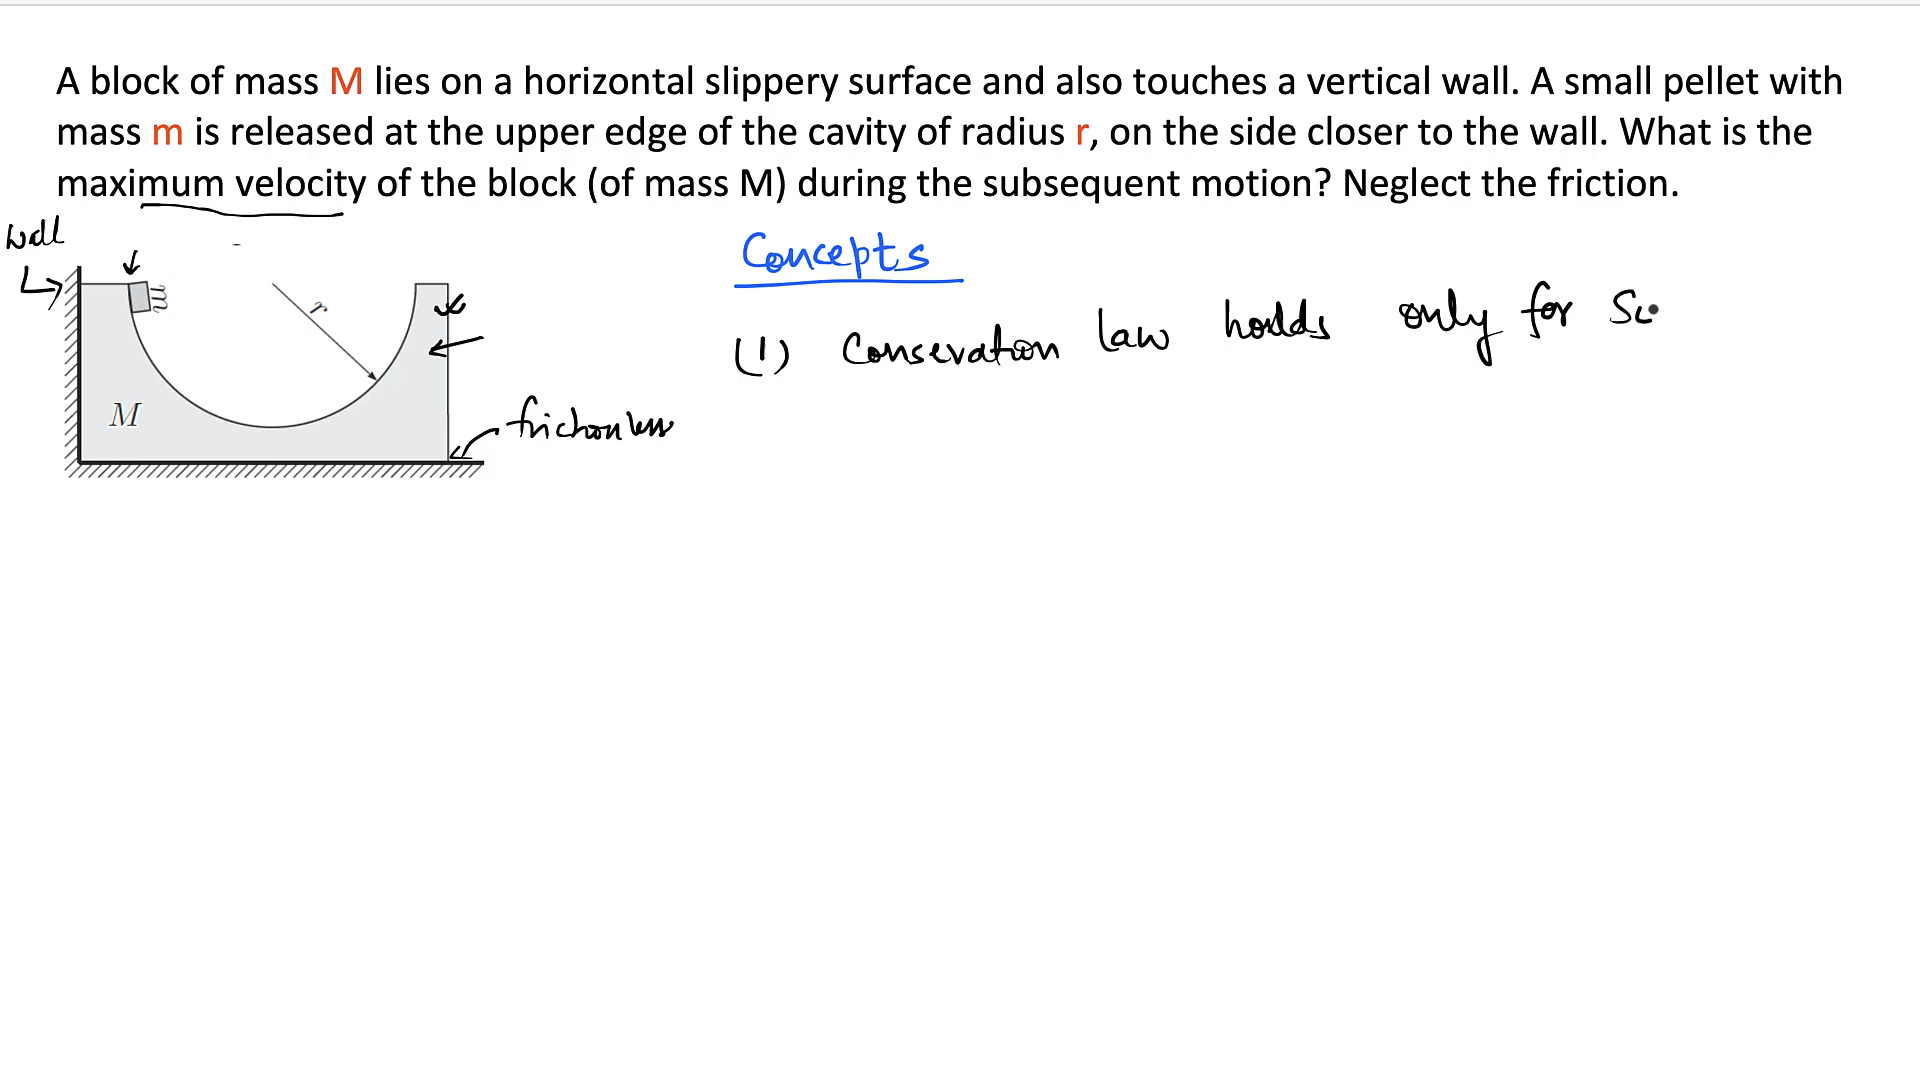 A block of mass M lies on a horizontal slippery surface and also touches a vertical wall. A small pellet with
mass m is released at the upper edge of the cavity of radius r, on the side closer to the wall. What is the
maximum velocity of the block (of mass M) during the subsequent motion? Neglect the friction.
wall
Concepts
m
r
(1) Consevation law holds only for Su
M
frictionless